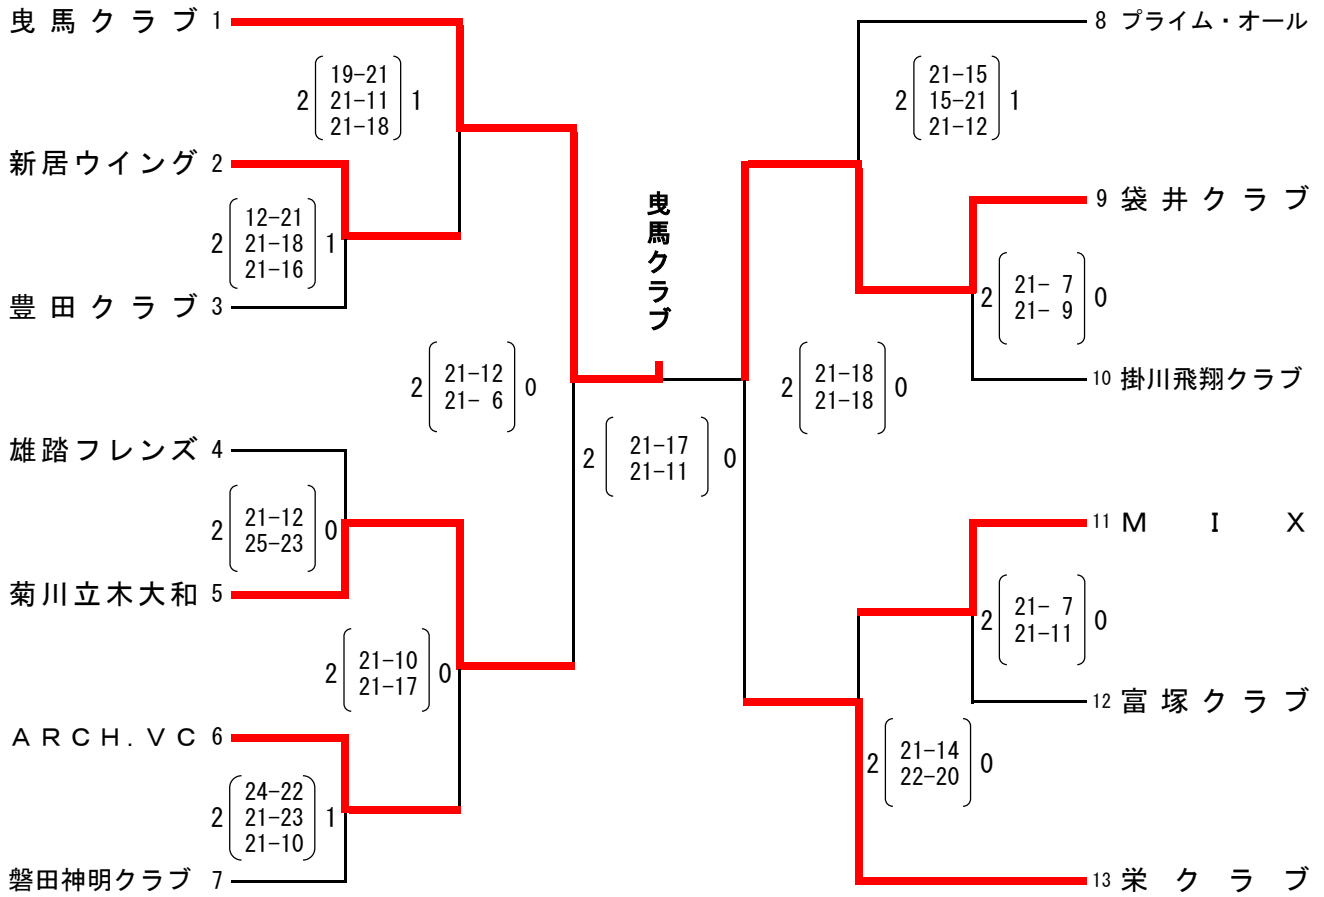 曳馬クラブ 1
2 19-21 1
21-11
21-18
新居ウイング 2
2 12-21 1
21-18
21-16
豊田クラブ 3
2 21-12 0
21- 6
雄踏フレンズ 4
2 21-12 0
25-23
菊川立木大和 5
2 21-10 0
21-17
ARCH.VC 6
2 24-22 1
21-23
21-10
磐田神明クラブ 7
曳馬クラブ
2 21-17 0
21-11
8 プライム・オール
2 21-15 1
15-21
21-12
9 袋井クラブ
2 21- 7 0
21- 9
10 掛川飛翔クラブ
2 21-18 0
21-18
11 MIX
2 21- 7 0
21-11
12 富塚クラブ
2 21-14 0
22-20
13 栄クラブ